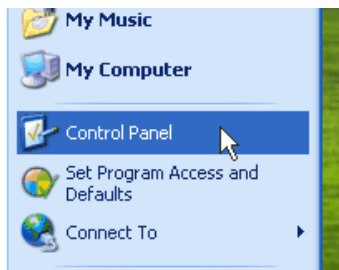 My Music
My Computer
Control Panel
Set Program Access and
Defaults
Connect To